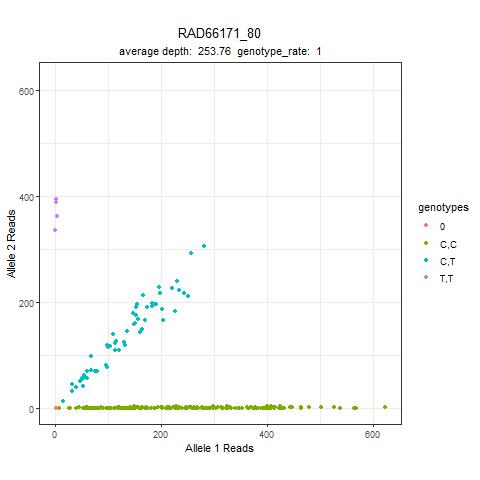 RAD66171_80
average depth: 253.76 genotype_rate: 1
600
400
200
0
Allele 2 Reads
0 200 400 600
Allele 1 Reads
genotypes
0
C,C
C,T
T,T